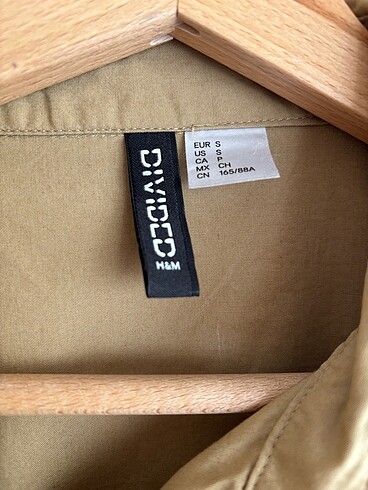 DIVIDED
H&M
EUR S
US S
CA P
MX CH
CN 165/88A